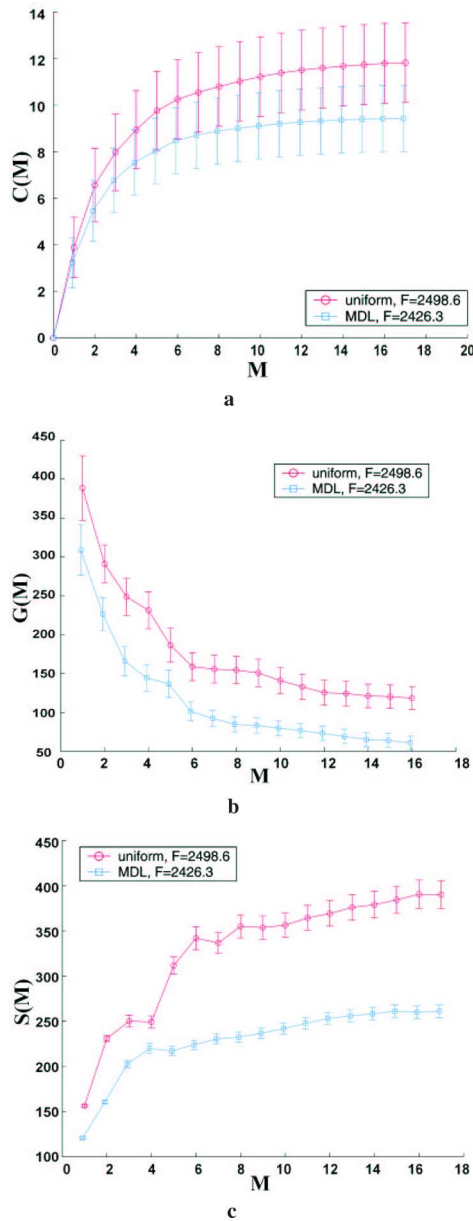 14
12
10
8
6
4
2
0
C(M)
uniform, F=2498.6
MDL, F=2426.3
0 2 4 6 8 10 12 14 16 18 20
M
a
450
400
350
300
250
200
150
100
50
G(M)
uniform, F=2498.6
MDL, F=2426.3
0 2 4 6 8 10 12 14 16 18
M
b
450
400
350
300
250
200
150
100
S(M)
uniform, F=2498.6
MDL, F=2426.3
0 2 4 6 8 10 12 14 16 18
M
c